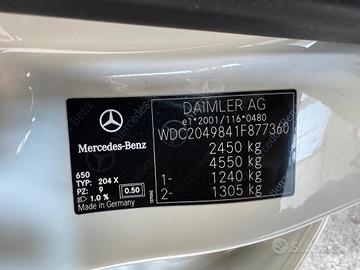 DAIMLER AG
e1*2001/116*0480
WDC2049841F877360
2450 kg
4550 kg
1- 1240 kg
2- 1305 kg
Mercedes-Benz
650
TYP: 204 X
PZ: 9 0.50
1.0 %
Made in Germany
subito